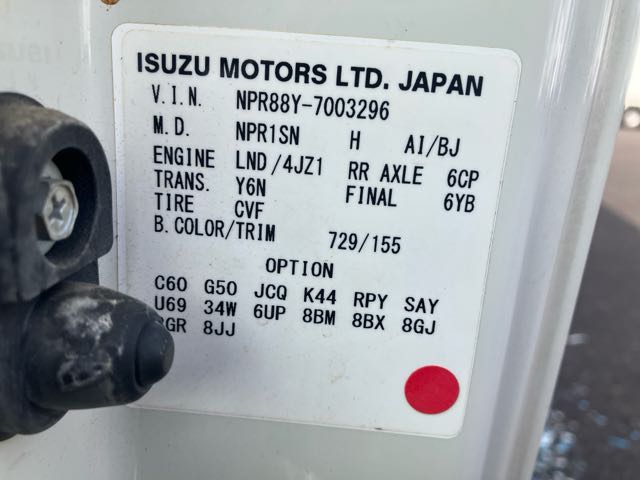 ISUZU MOTORS LTD. JAPAN
V.I.N. NPR88Y-7003296
M.D. NPR1SN H AI/BJ
ENGINE LND/4JZ1 RR AXLE 6CP
TRANS. Y6N FINAL 6YB
TIRE CVF
B.COLOR/TRIM 729/155
OPTION
C60 G50 JCQ K44 RPY SAY
U69 34W 6UP 8BM 8BX 8GJ
8JJ